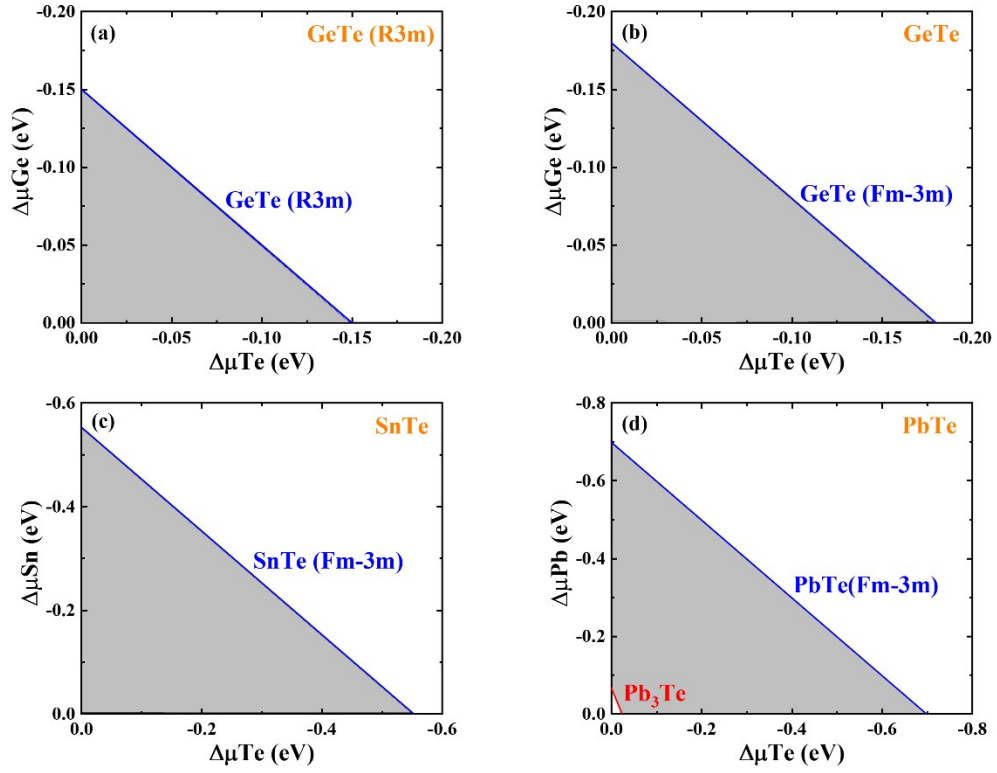 (a)
GeTe (R3m)
-0.20
-0.15
-0.10
-0.05
0.00
ΔμGe (eV)
GeTe (R3m)
0.00
-0.05
-0.10
-0.15
-0.20
ΔμTe (eV)
(b)
GeTe
-0.20
-0.15
-0.10
-0.05
0.00
ΔμGe (eV)
GeTe (Fm-3m)
0.00
-0.05
-0.10
-0.15
-0.20
ΔμTe (eV)
(c)
SnTe
-0.6
-0.4
-0.2
0.0
ΔμSn (eV)
SnTe (Fm-3m)
0.0
-0.2
-0.4
-0.6
ΔμTe (eV)
(d)
PbTe
-0.8
-0.6
-0.4
-0.2
0.0
ΔμPb (eV)
PbTe(Fm-3m)
Pb₃Te
0.0
-0.2
-0.4
-0.6
-0.8
ΔμTe (eV)